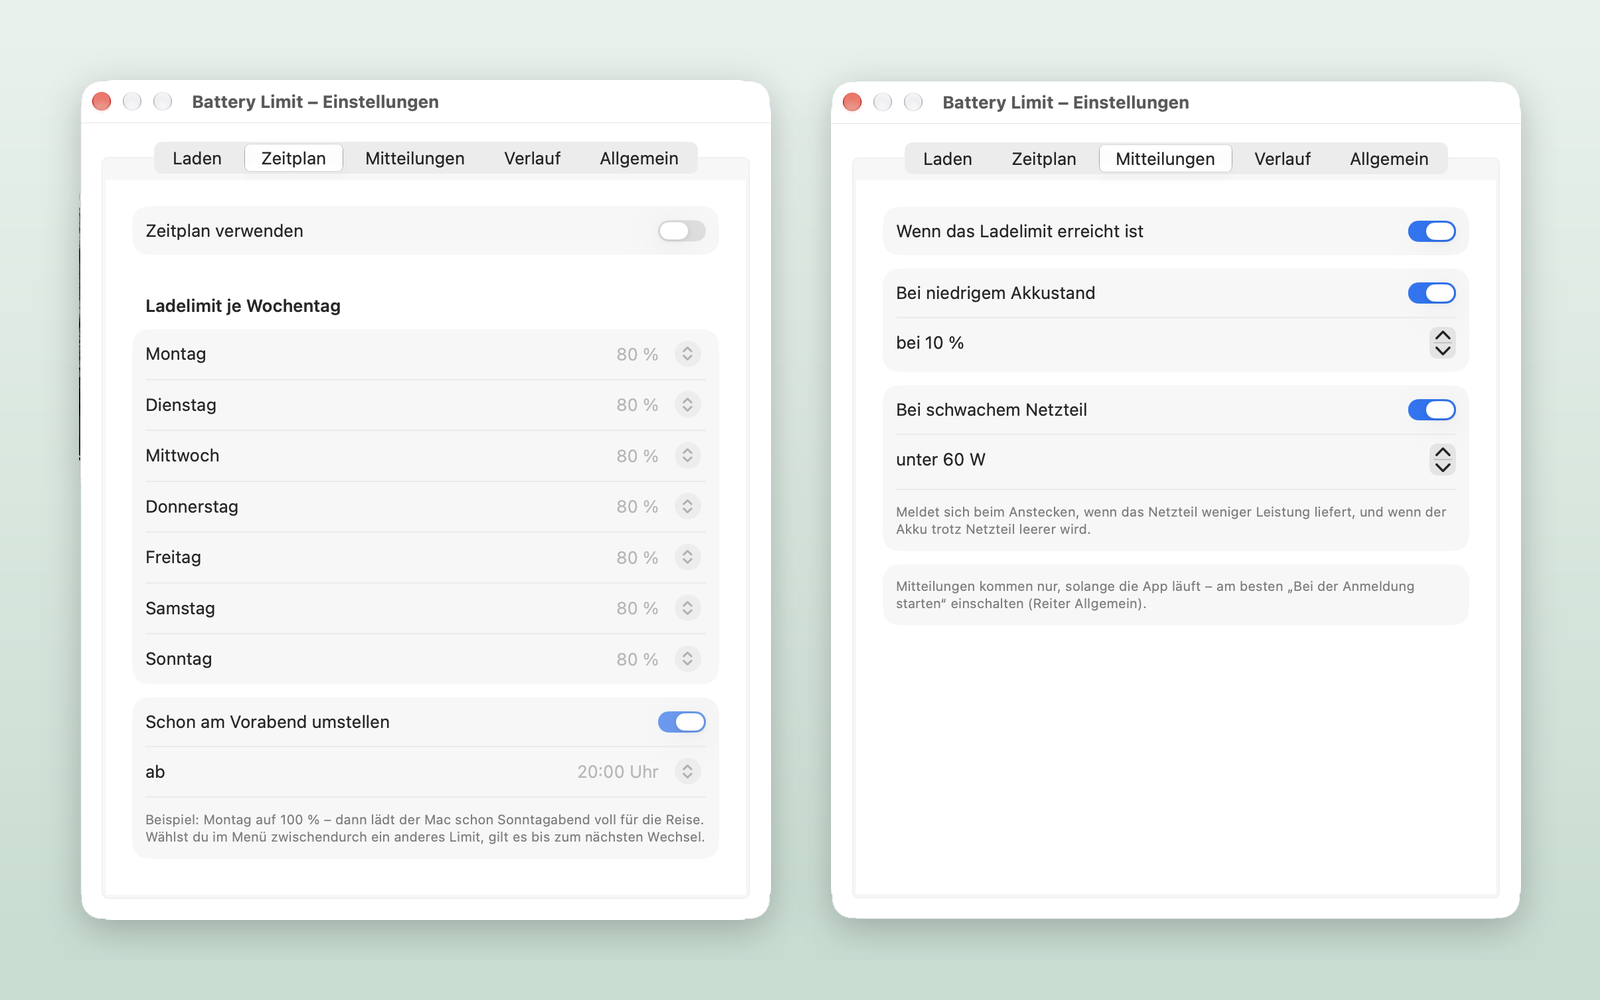 Battery Limit – Einstellungen
Laden Zeitplan Mitteilungen Verlauf Allgemein
Zeitplan verwenden
Ladelimit je Wochentag
Montag 80 %
Dienstag 80 %
Mittwoch 80 %
Donnerstag 80 %
Freitag 80 %
Samstag 80 %
Sonntag 80 %
Schon am Vorabend umstellen
ab 20:00 Uhr
Beispiel: Montag auf 100 % – dann lädt der Mac schon Sonntagabend voll für die Reise.
Wählst du im Menü zwischendurch ein anderes Limit, gilt es bis zum nächsten Wechsel.
Battery Limit – Einstellungen
Laden Zeitplan Mitteilungen Verlauf Allgemein
Wenn das Ladelimit erreicht ist
Bei niedrigem Akkustand
bei 10 %
Bei schwachem Netzteil
unter 60 W
Meldet sich beim Anstecken, wenn das Netzteil weniger Leistung liefert, und wenn der
Akku trotz Netzteil leerer wird.
Mitteilungen kommen nur, solange die App läuft – am besten „Bei der Anmeldung
starten“ einschalten (Reiter Allgemein).